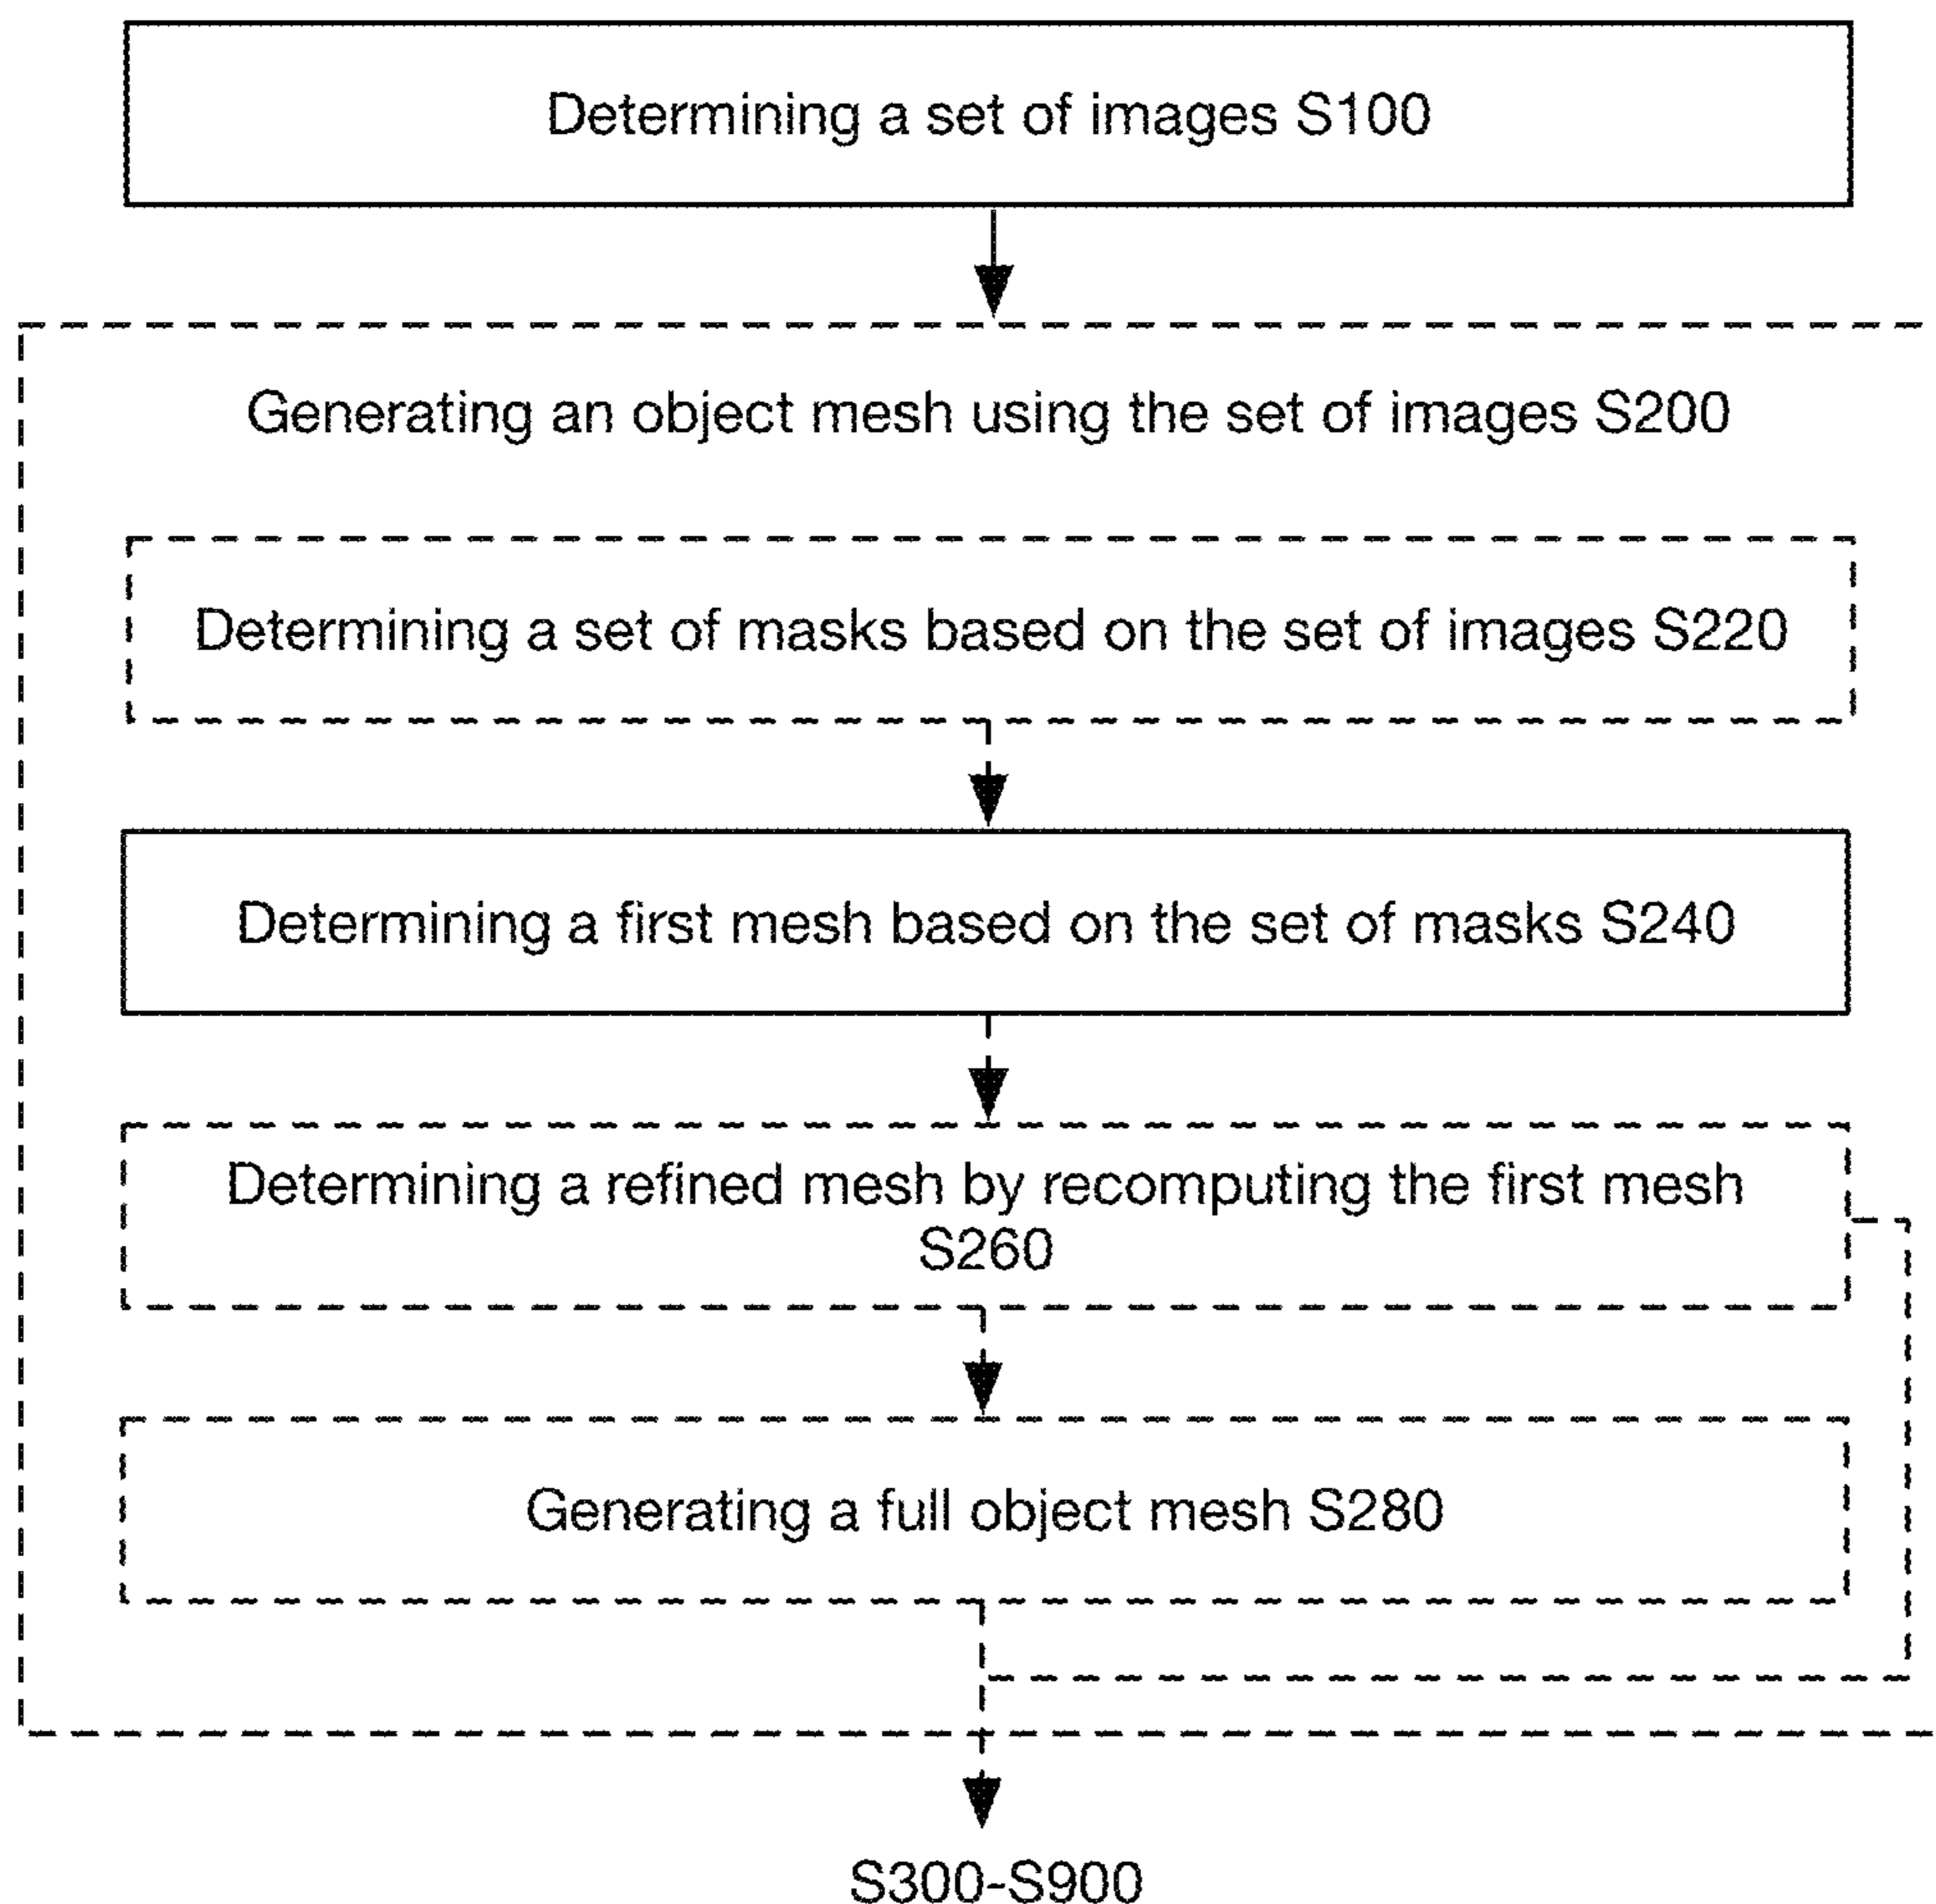 Determining a set of images S100
Generating an object mesh using the set of images S200
Determining a set of masks based on the set of images S220
Determining a first mesh based on the set of masks S240
Determining a refined mesh by recomputing the first mesh
S260
Generating a full object mesh S280
S300-S900